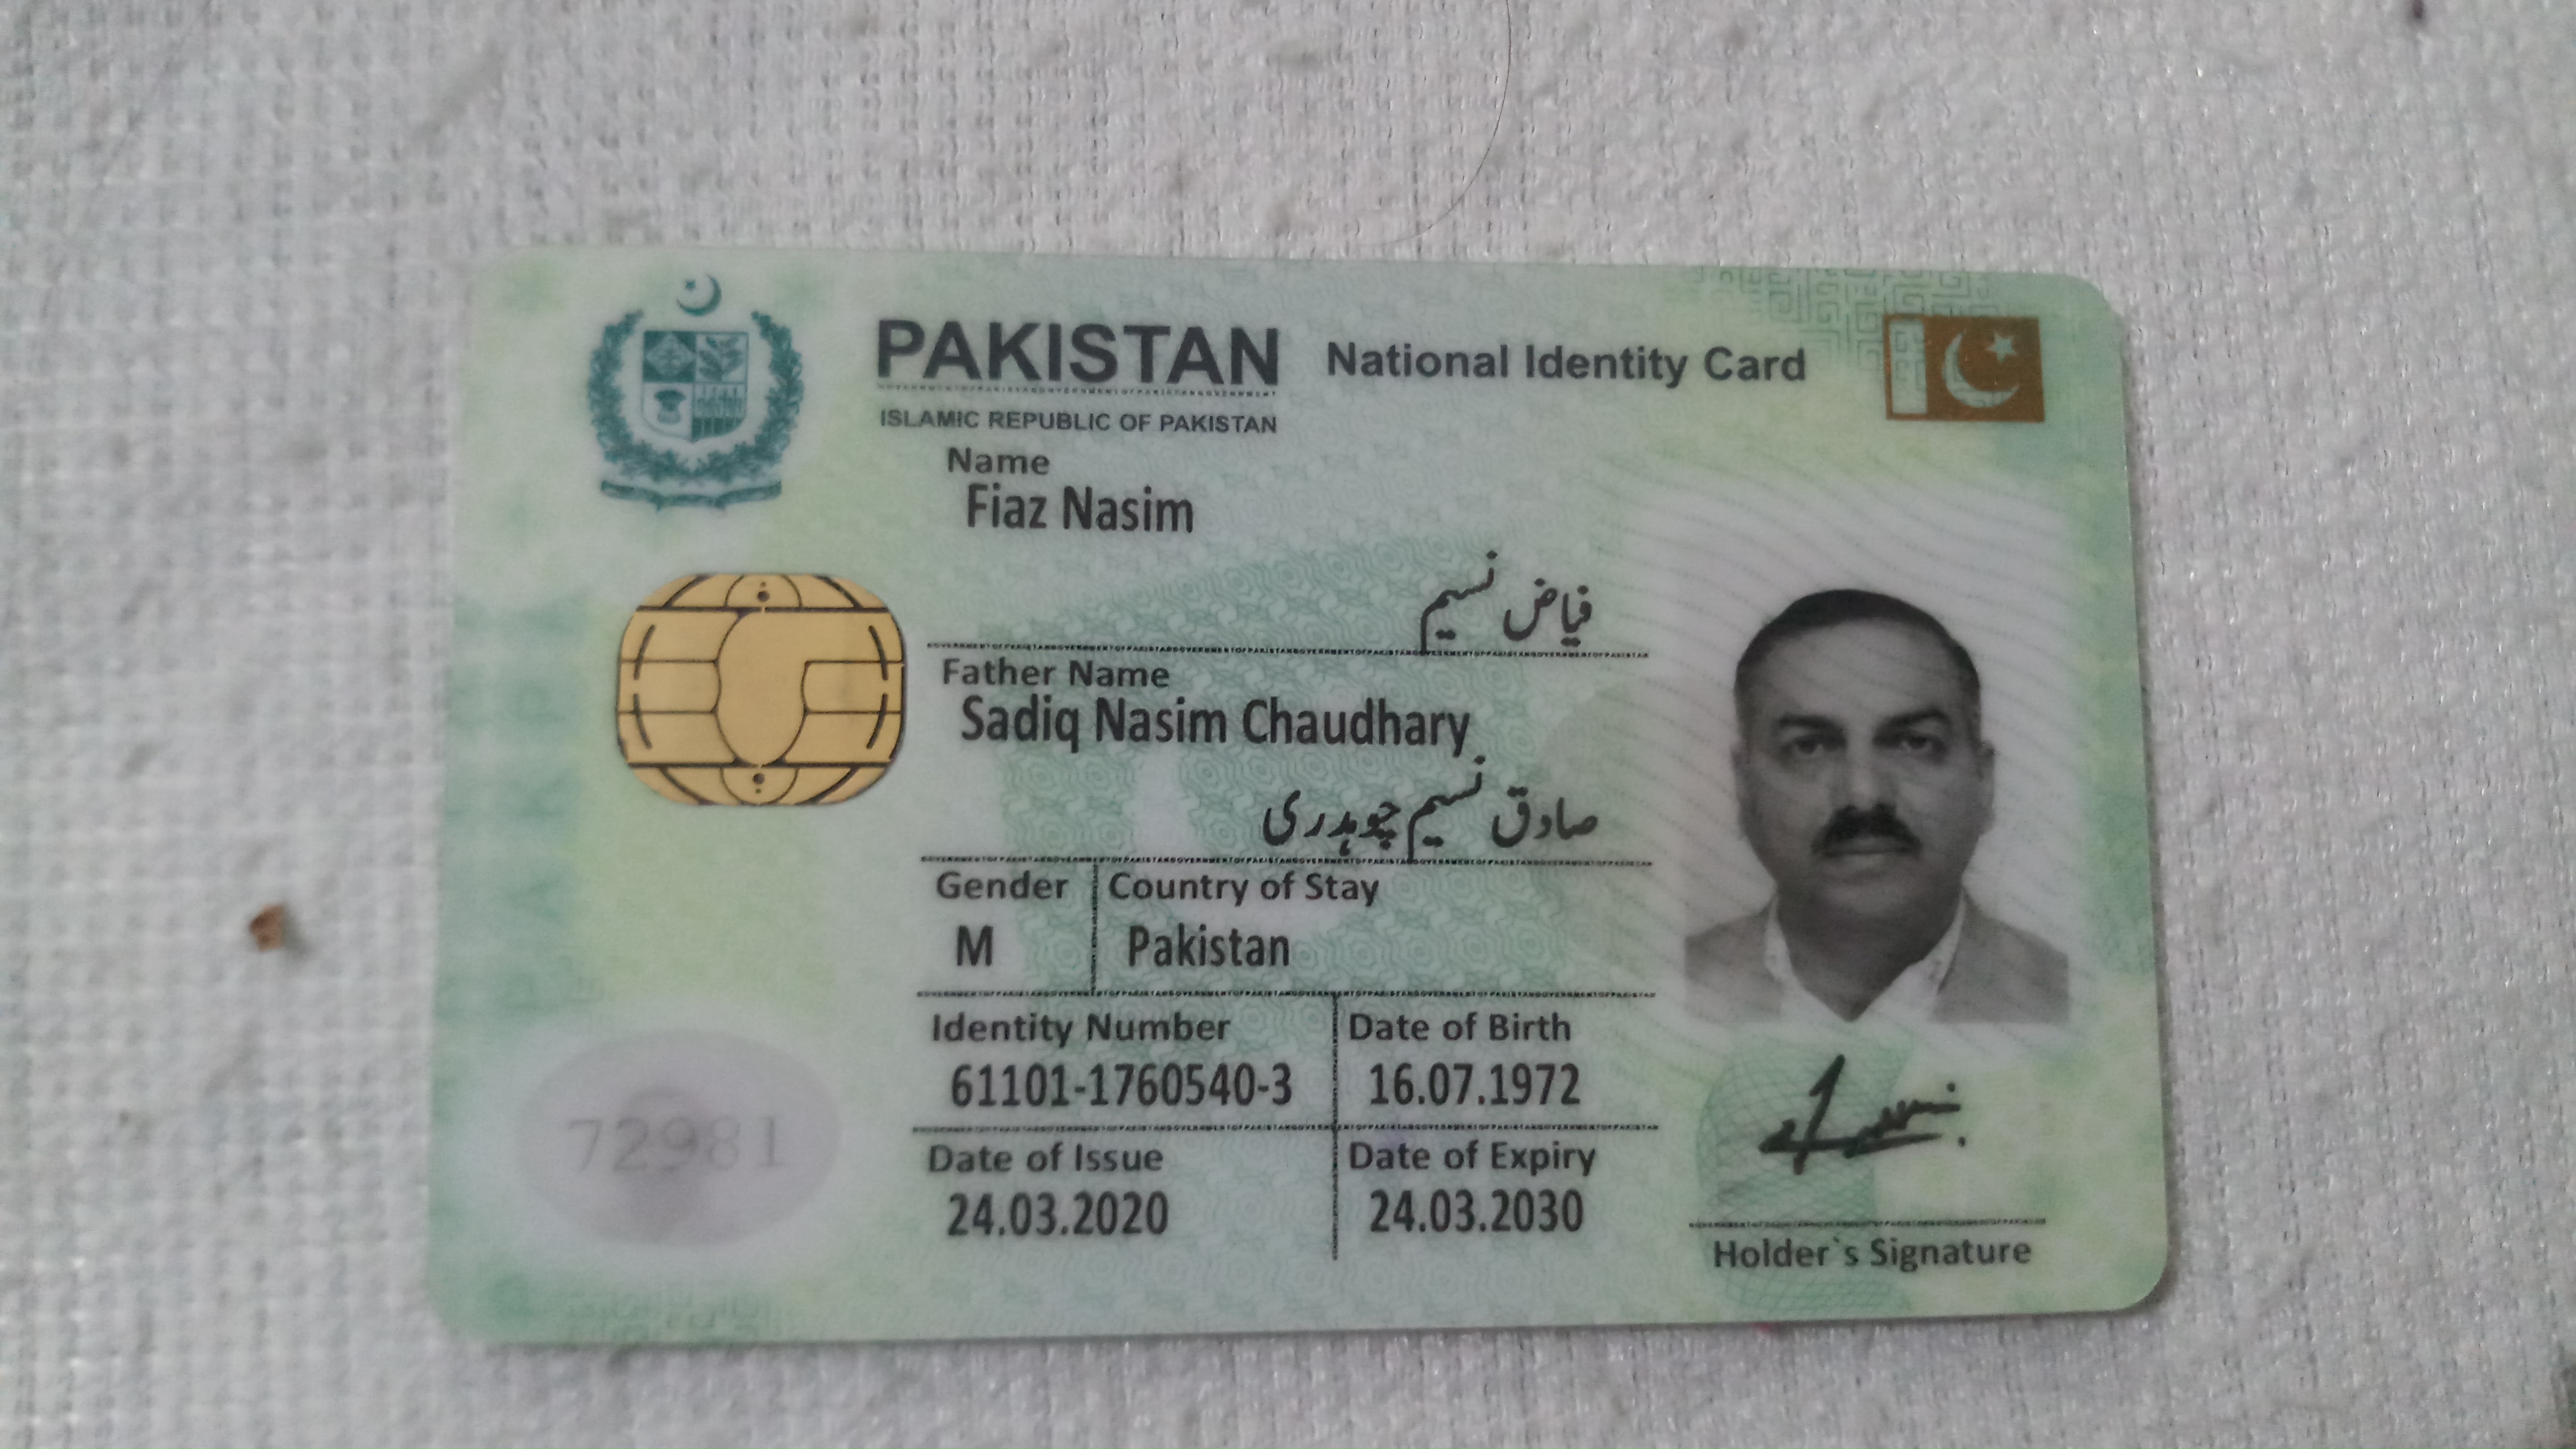 PAKISTAN National Identity Card
ISLAMIC REPUBLIC OF PAKISTAN
Name
Fiaz Nasim
فیاض نسیم
Father Name
Sadiq Nasim Chaudhary
صادق نسیم چوہدری
Gender Country of Stay
M Pakistan
Identity Number Date of Birth
61101-1760540-3 16.07.1972
Date of Issue Date of Expiry
24.03.2020 24.03.2030
72981
Holder's Signature